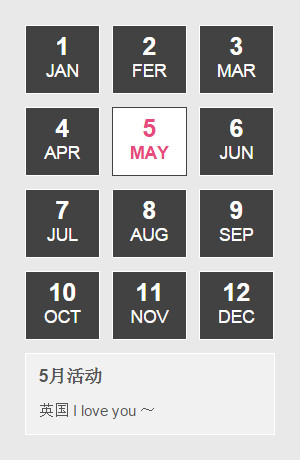 1 2 3
JAN FER MAR
4 5 6
APR MAY JUN
7 8 9
JUL AUG SEP
10 11 12
OCT NOV DEC
5月活动
英国 I love you ～